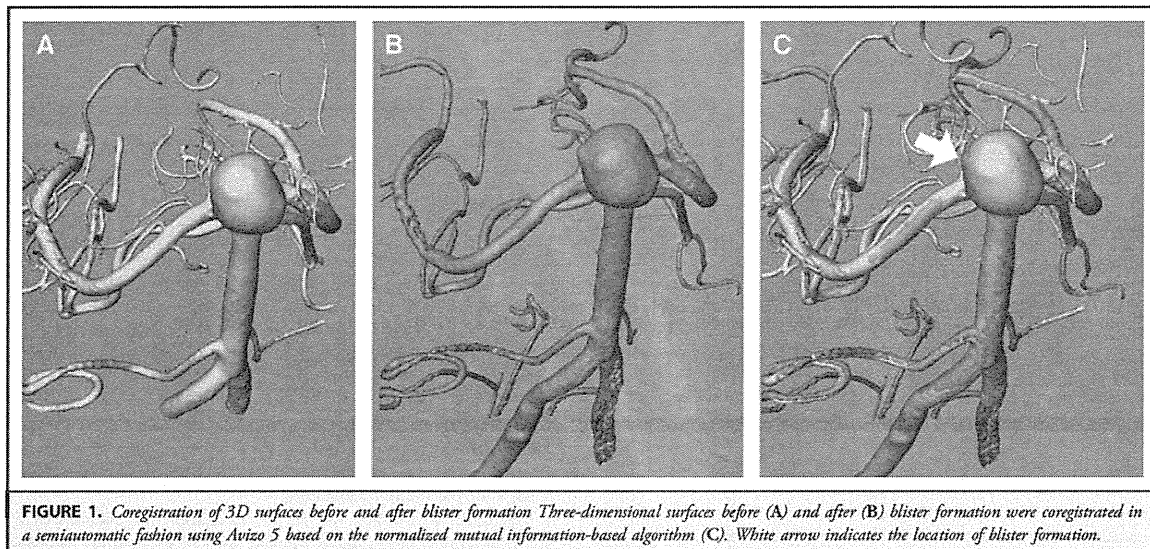 A
B
C
FIGURE 1. Coregistration of 3D surfaces before and after blister formation Three-dimensional surfaces before (A) and after (B) blister formation were coregistrated in
a semiautomatic fashion using Avizo 5 based on the normalized mutual information-based algorithm (C). White arrow indicates the location of blister formation.